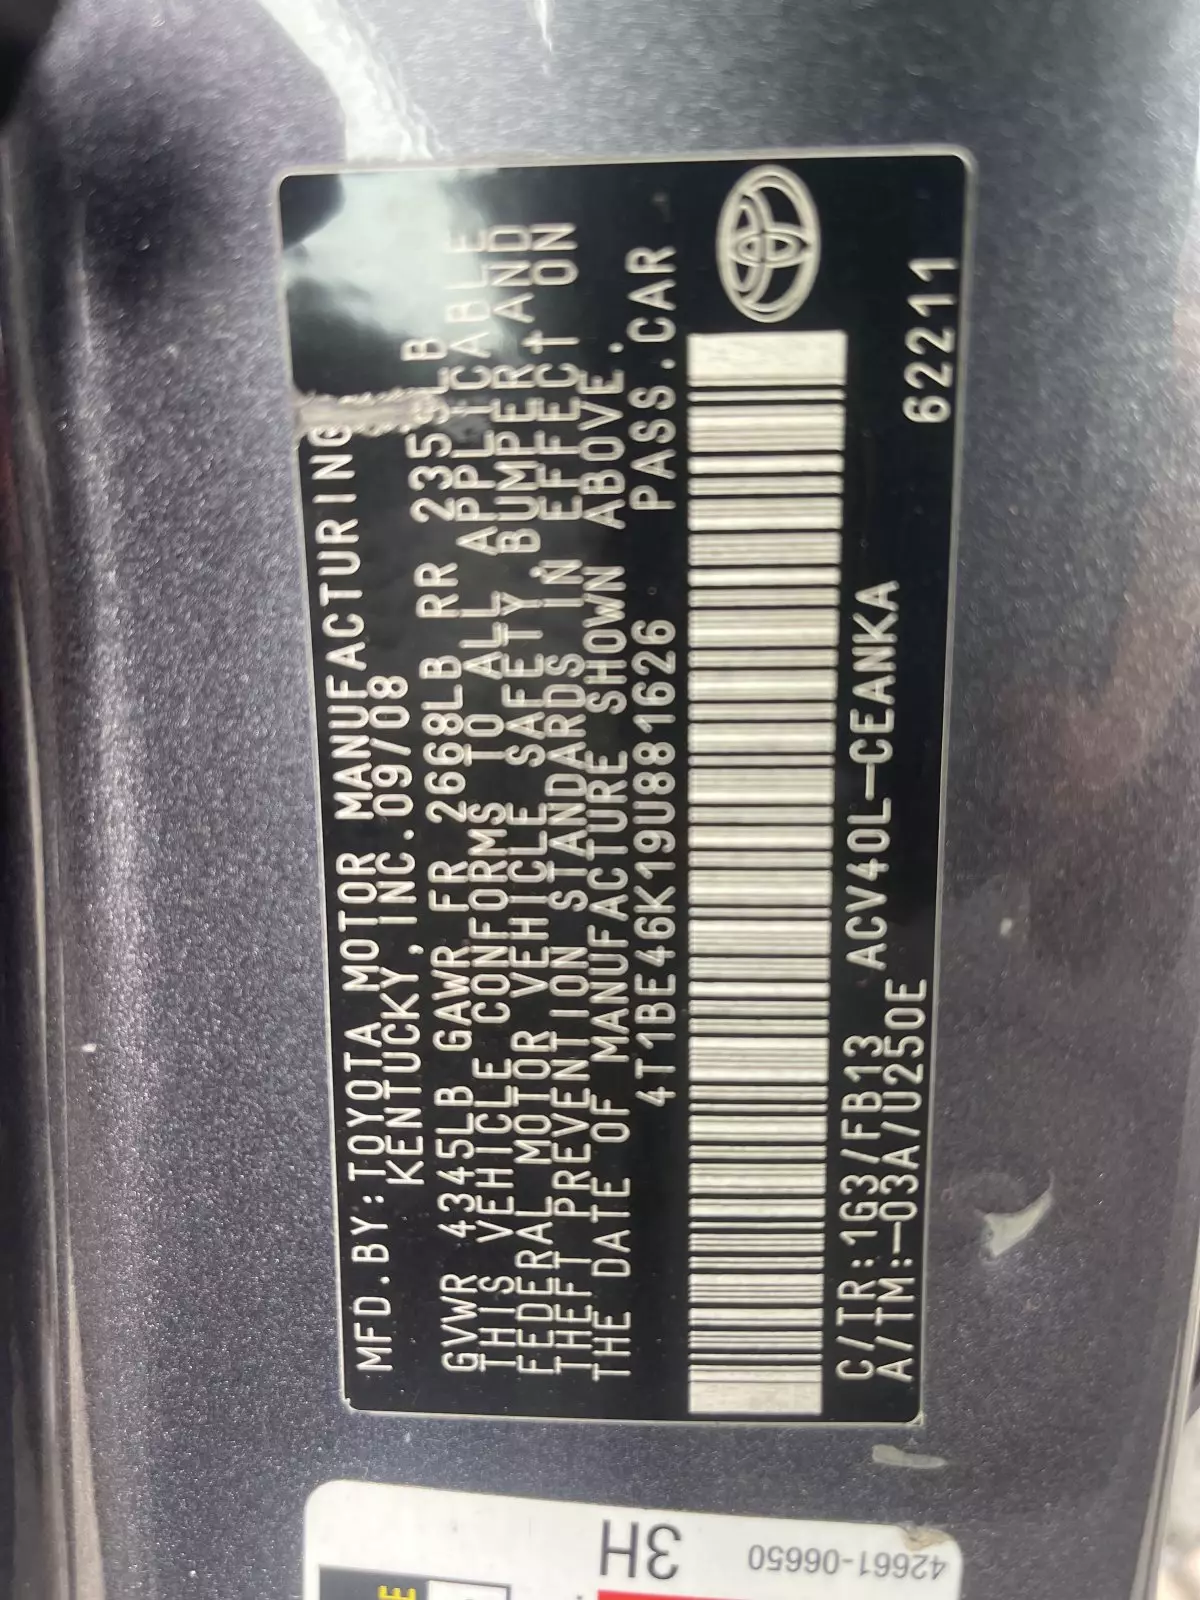 MFD.BY:TOYOTA MOTOR MANUFACTURING
KENTUCKY,INC.09/08
GVWR 4345LB GAWR FR 2668LB RR 235 LB
THIS VEHICLE CONFORMS TO ALL APPLICABLE
FEDERAL MOTOR VEHICLE SAFETY, BUMPER, AND
THEFT PREVENTION STANDARDS IN EFFECT ON
THE DATE OF MANUFACTURE SHOWN ABOVE.
4T1BE46K19U881626 PASS.CAR
C/TR:1G3/FB13 ACV40L-CEANKA 62211
A/TM:-03A/U250E
3H
42661-06650